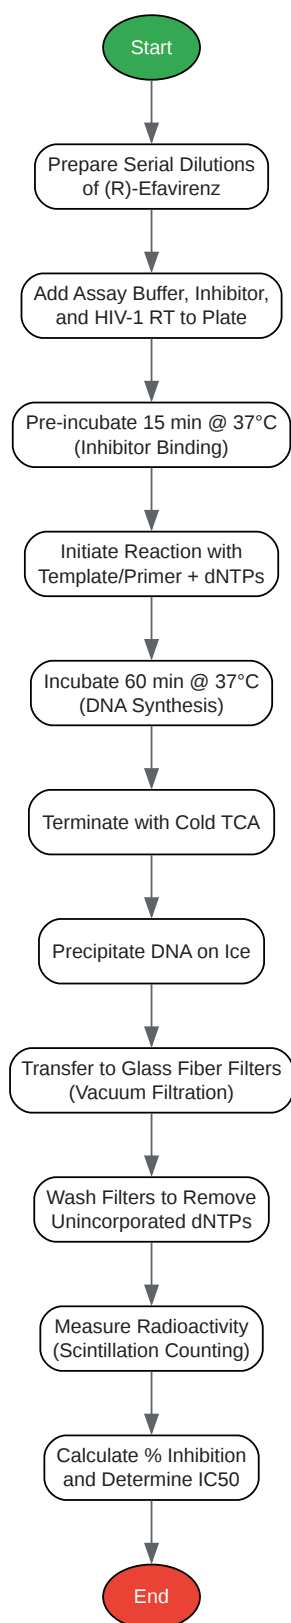 Start
Prepare Serial Dilutions
of (R)-Efavirenz
Add Assay Buffer, Inhibitor,
and HIV-1 RT to Plate
Pre-incubate 15 min @ 37°C
(Inhibitor Binding)
Initiate Reaction with
Template/Primer + dNTPs
Incubate 60 min @ 37°C
(DNA Synthesis)
Terminate with Cold TCA
Precipitate DNA on Ice
Transfer to Glass Fiber Filters
(Vacuum Filtration)
Wash Filters to Remove
Unincorporated dNTPs
Measure Radioactivity
(Scintillation Counting)
Calculate % Inhibition
and Determine IC50
End